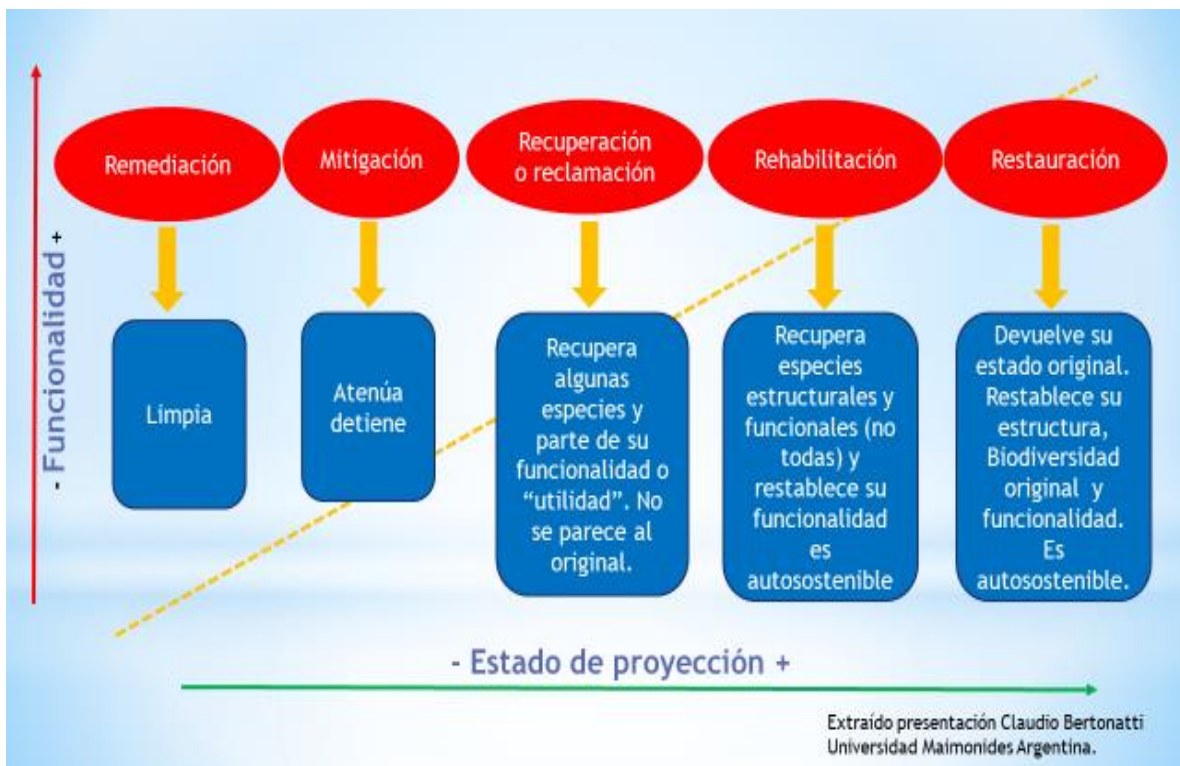 Remediación
Mitigación
Recuperación
o reclamación
Rehabilitación
Restauración
- Funcionalidad +
Limpia
Atenúa
detiene
Recupera
algunas
especies y
parte de su
funcionalidad o
“utilidad”. No
se parece al
original.
Recupera
especies
estructurales y
funcionales (no
todas) y
restablece su
funcionalidad
es
autosostenible
Devuelve su
estado original.
Restablece su
estructura,
Biodiversidad
original y
funcionalidad.
Es
autosostenible.
- Estado de proyección +
Extraído presentación Claudio Bertonatti
Universidad Maimonides Argentina.